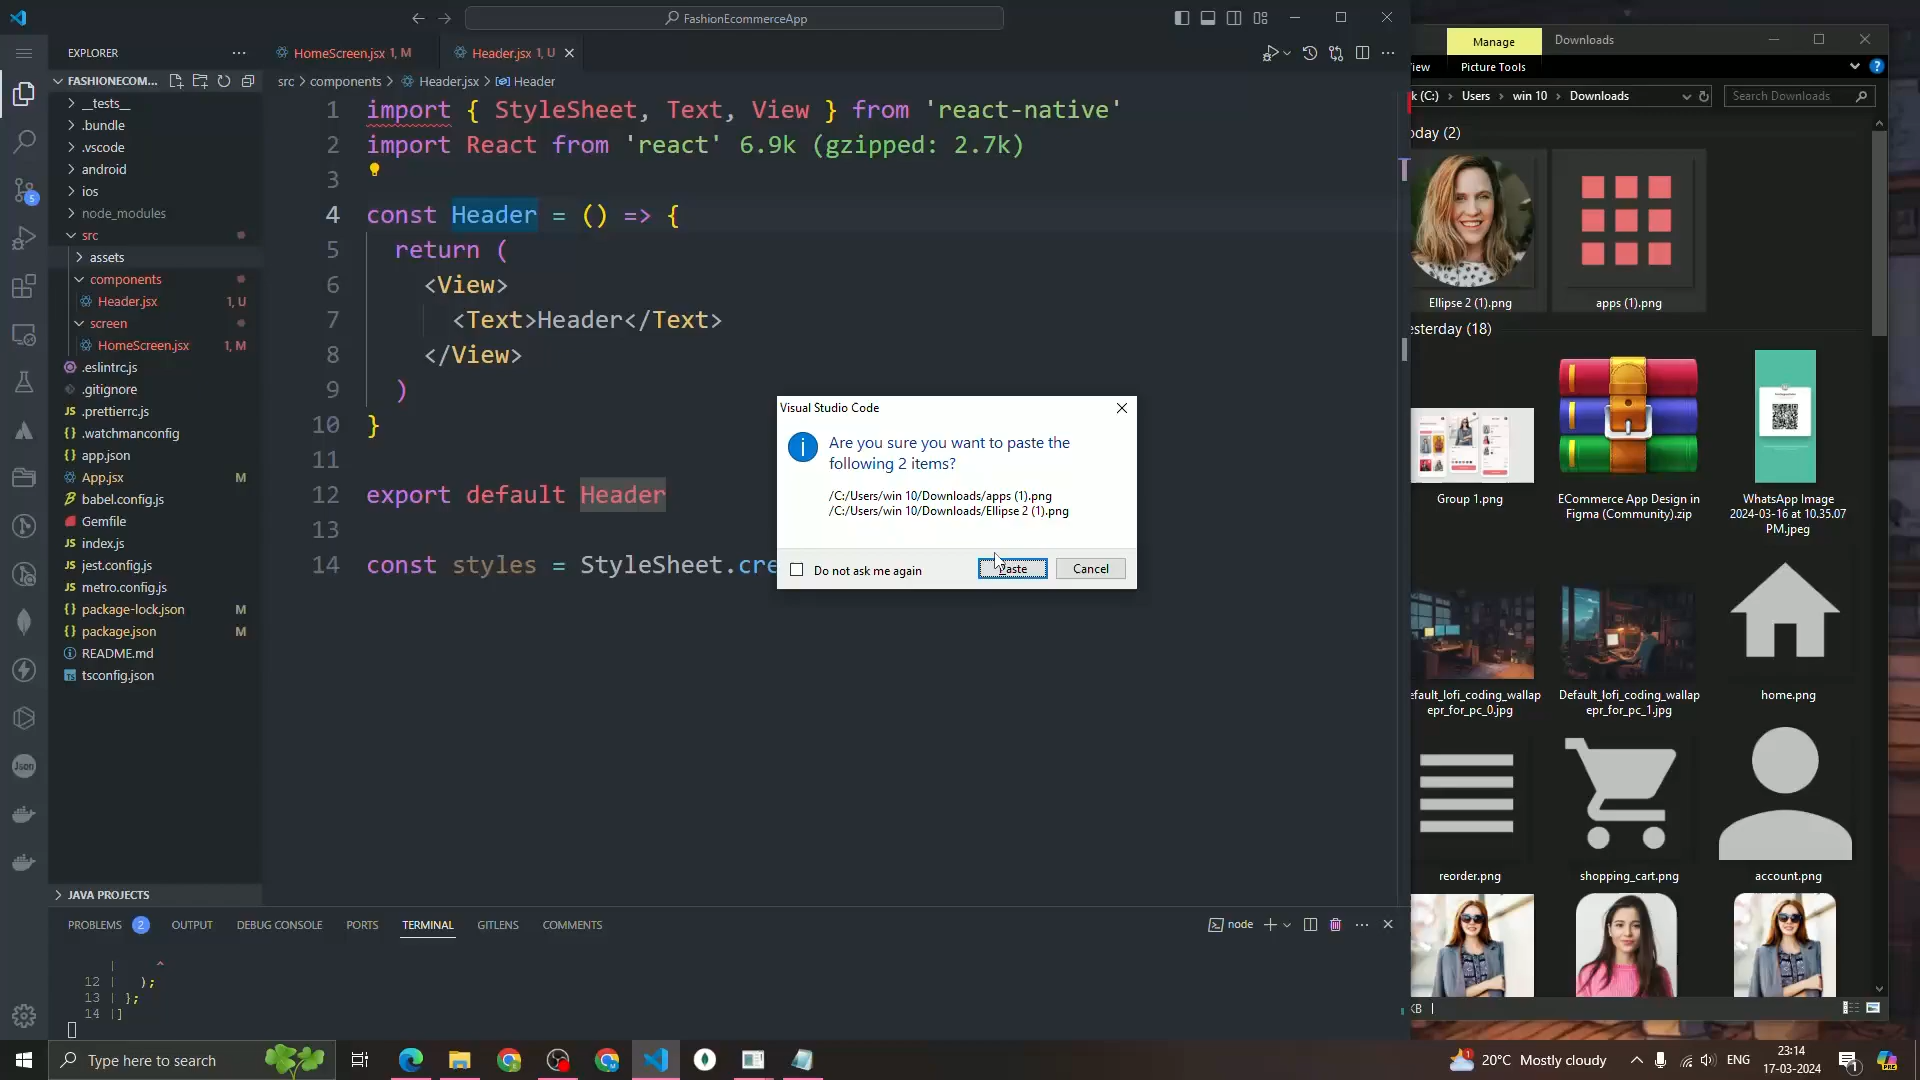 FashionEcommerceApp
EXPLORER
HomeScreen.jsx 1, M
Header.jsx 1, U
FASHIONECOM...
src > components > Header.jsx > Header
__tests__
.bundle
.vscode
android
ios
node_modules
src
assets
components
Header.jsx 1, U
screen
HomeScreen.jsx 1, M
.eslintrc.js
.gitignore
.prettierrc.js
.watchmanconfig
app.json
App.jsx M
babel.config.js
Gemfile
index.js
jest.config.js
metro.config.js
package-lock.json M
package.json M
README.md
tsconfig.json
JAVA PROJECTS
5
Json
1 import { StyleSheet, Text, View } from 'react-native'
2 import React from 'react' 6.9k (gzipped: 2.7k)
3
4 const Header = () => {
5 return (
6 <View>
7 <Text>Header</Text>
8 </View>
9 )
10 }
11
12 export default Header
13
14 const styles = StyleSheet.cre
Visual Studio Code
Are you sure you want to paste the
following 2 items?
/C:/Users/win 10/Downloads/apps (1).png
/C:/Users/win 10/Downloads/Ellipse 2 (1).png
Do not ask me again
Paste
Cancel
PROBLEMS 2 OUTPUT DEBUG CONSOLE PORTS TERMINAL GITLENS COMMENTS
node
| ^
12 | );
13 | };
14 |
Manage
Downloads
iew
Picture Tools
k (C:) > Users > win 10 > Downloads
Search Downloads
oday (2)
Ellipse 2 (1).png
apps (1).png
esterday (18)
Group 1.png
ECommerce App Design in
Figma (Community).zip
WhatsApp Image
2024-03-16 at 10.35.07
PM.jpeg
efault_lofi_coding_wallap
epr_for_pc_0.jpg
Default_lofi_coding_wallap
epr_for_pc_1.jpg
home.png
reorder.png
shopping_cart.png
account.png
KB
Type here to search
20°C Mostly cloudy
ENG
23:14
17-03-2024